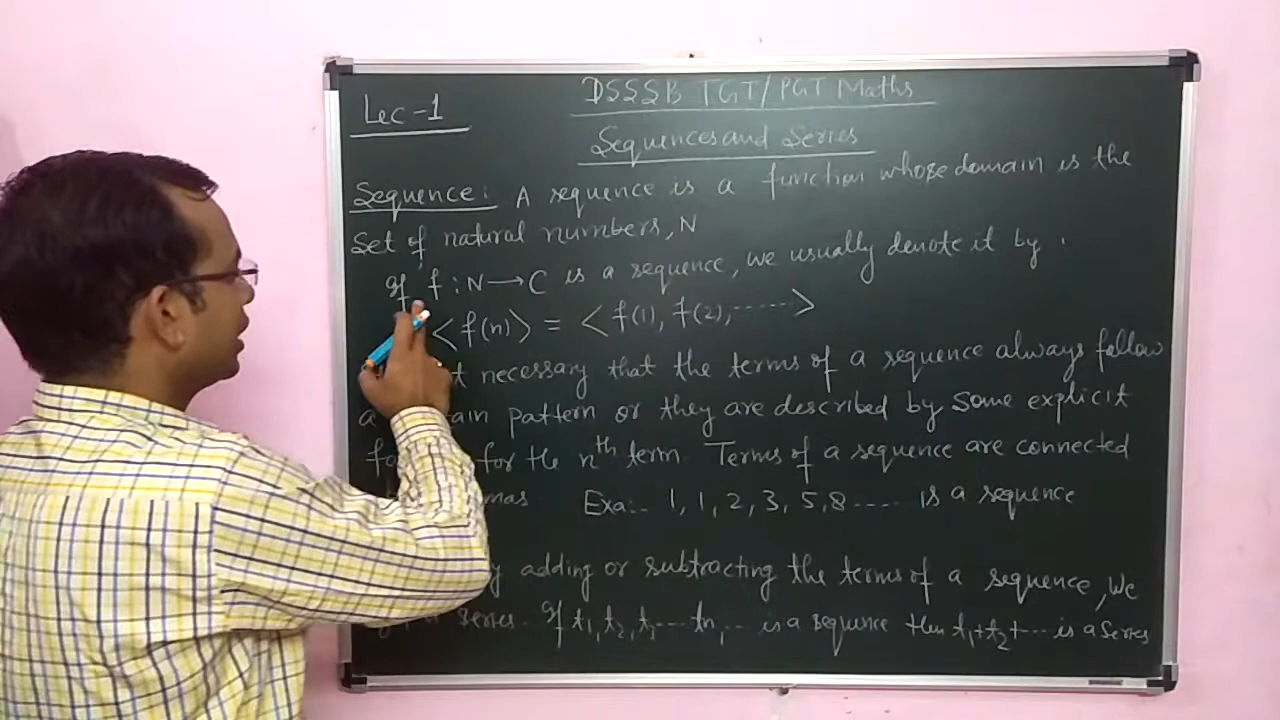 Lec-1
DSSSB TGT/PGT Maths
Sequences and Series
Sequence: A sequence is a function whose domain is the
Set of natural numbers, N
If f : N → C is a sequence, we usually denote it by
<f(n)> = <f(1), f(2),......>
necessary that the terms of a sequence always follow
a pattern or they are described by some explicit
for the nth term. Terms of a sequence are connected
Exa:- 1, 1, 2, 3, 5, 8 ..... is a sequence
adding or subtracting the terms of a sequence, we
series. If t1, t2, t3....tn,.. is a sequence then t1+t2+... is a Series